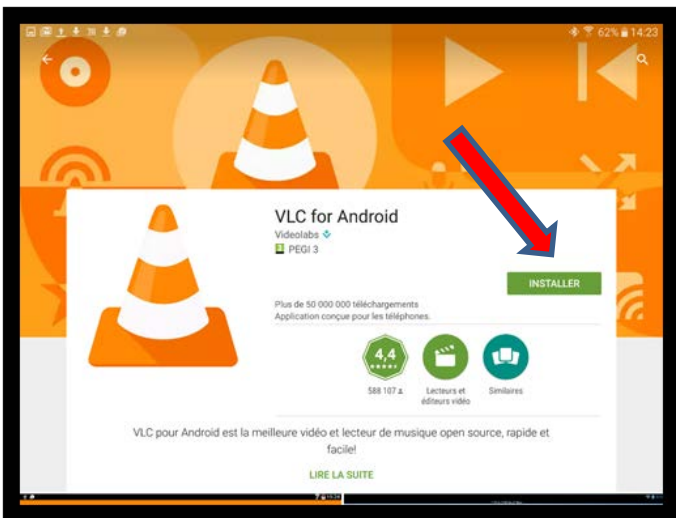 62% 14:23
VLC for Android
Videolabs
3 PEGI 3
INSTALLER
Plus de 50 000 000 téléchargements
Application conçue pour les téléphones.
4,4
588 107
Lecteurs et
éditeurs vidéo
Similaires
VLC pour Android est la meilleure vidéo et lecteur de musique open source, rapide et
facile!
LIRE LA SUITE